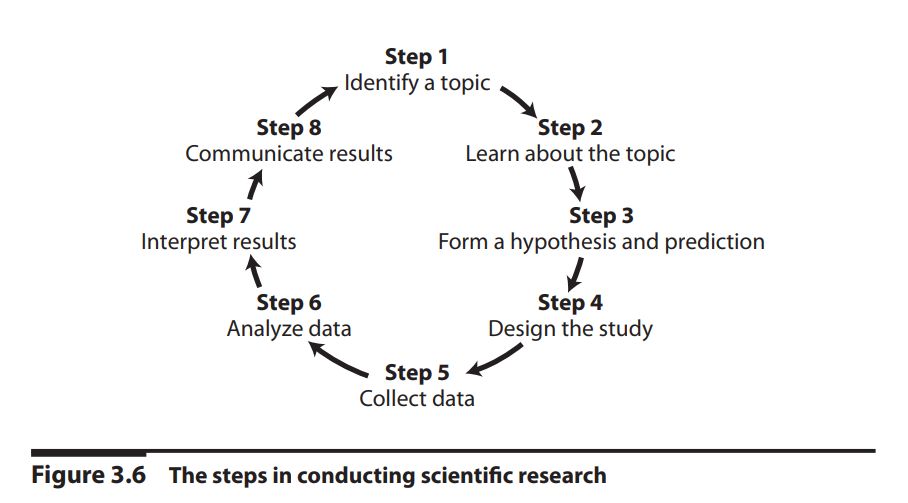 Step 1
Identify a topic
Step 2
Learn about the topic
Step 3
Form a hypothesis and prediction
Step 4
Design the study
Step 5
Collect data
Step 6
Analyze data
Step 7
Interpret results
Step 8
Communicate results
Figure 3.6 The steps in conducting scientific research